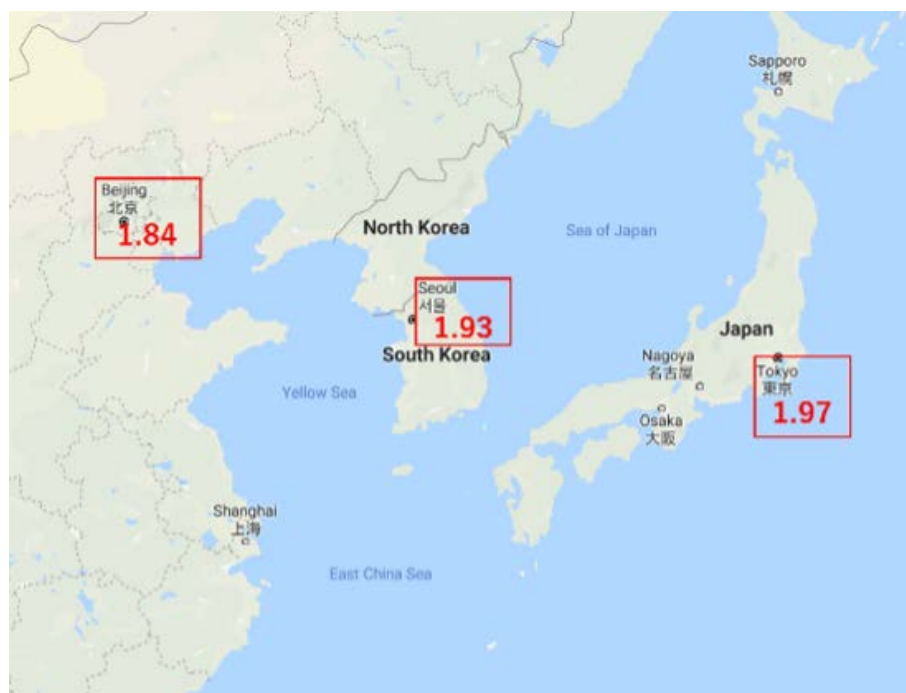 Sapporo
札幌
Beijing
北京
1.84
North Korea
Sea of Japan
Seoul
서울
1.93
South Korea
Japan
Nagoya
名古屋
Tokyo
東京
1.97
Yellow Sea
Osaka
大阪
Shanghai
上海
East China Sea